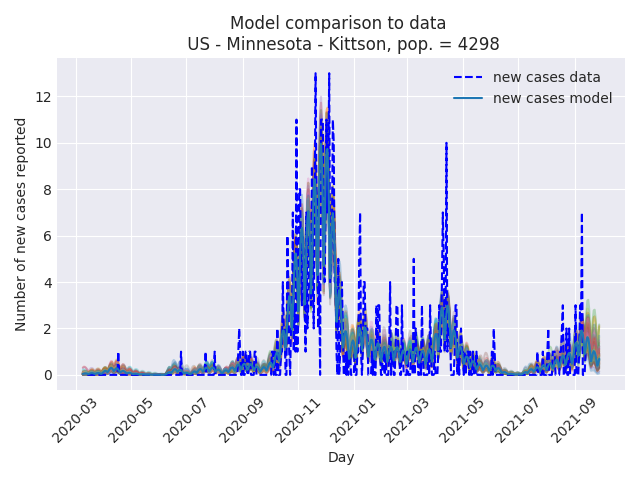 Model comparison to data
US - Minnesota - Kittson, pop. = 4298
new cases data
new cases model
Number of new cases reported
12
10
8
6
4
2
0
2020-03
2020-05
2020-07
2020-09
2020-11
2021-01
2021-03
2021-05
2021-07
2021-09
Day